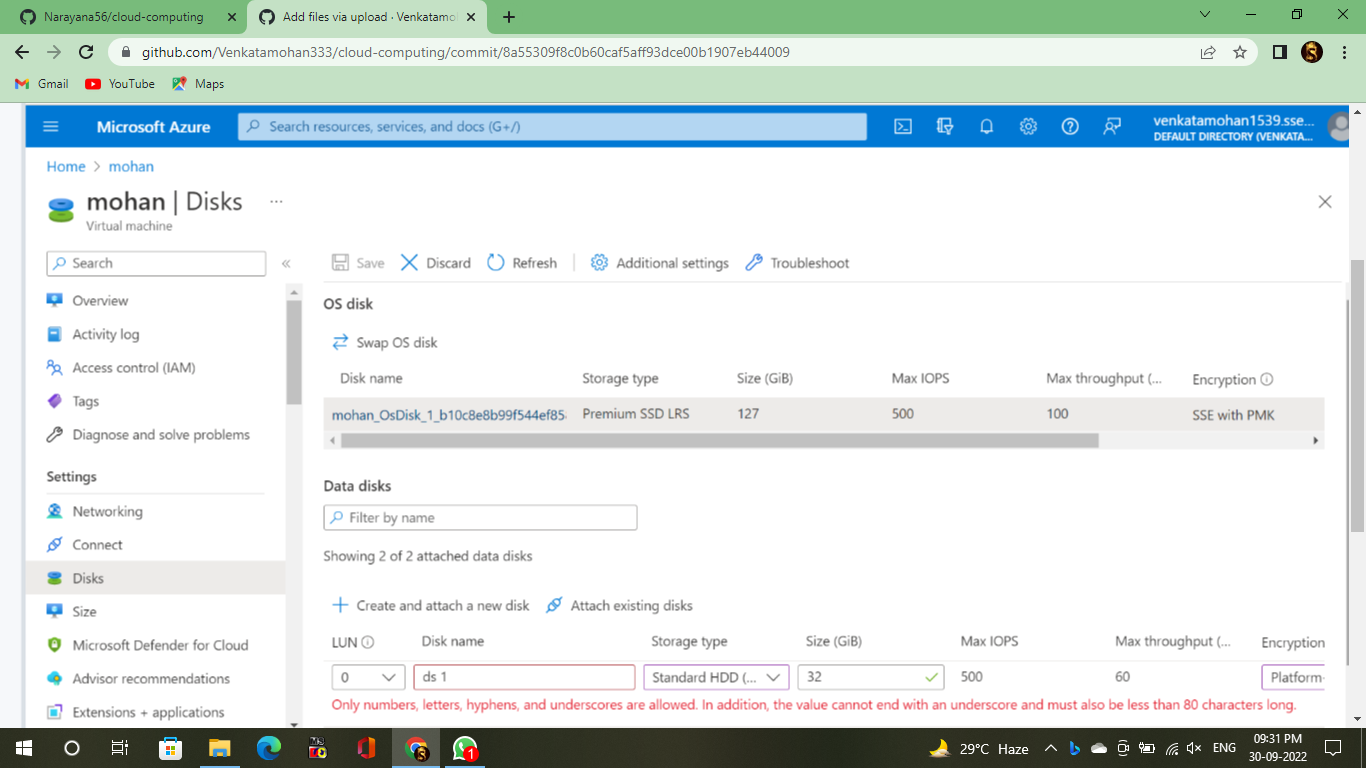 Narayana56/cloud-computing
Add files via upload · Venkatamo
github.com/Venkatamohan333/cloud-computing/commit/8a55309f8c0b60caf5aff93dce00b1907eb44009
Gmail YouTube Maps
Microsoft Azure Search resources, services, and docs (G+/) venkatamohan1539.sse...
DEFAULT DIRECTORY (VENKATA...
Home > mohan
mohan | Disks ...
Virtual machine
Search «
Save Discard Refresh Additional settings Troubleshoot
Overview
Activity log
Access control (IAM)
Tags
Diagnose and solve problems
Settings
Networking
Connect
Disks
Size
Microsoft Defender for Cloud
Advisor recommendations
Extensions + applications
OS disk
Swap OS disk
Disk name Storage type Size (GiB) Max IOPS Max throughput (... Encryption
mohan_OsDisk_1_b10c8e8b99f544ef85 Premium SSD LRS 127 500 100 SSE with PMK
Data disks
Filter by name
Showing 2 of 2 attached data disks
Create and attach a new disk Attach existing disks
LUN Disk name Storage type Size (GiB) Max IOPS Max throughput (... Encryption
0 ds 1 Standard HDD (... 32 500 60 Platform-
Only numbers, letters, hyphens, and underscores are allowed. In addition, the value cannot end with an underscore and must also be less than 80 characters long.
29°C Haze ENG 09:31 PM
30-09-2022
1